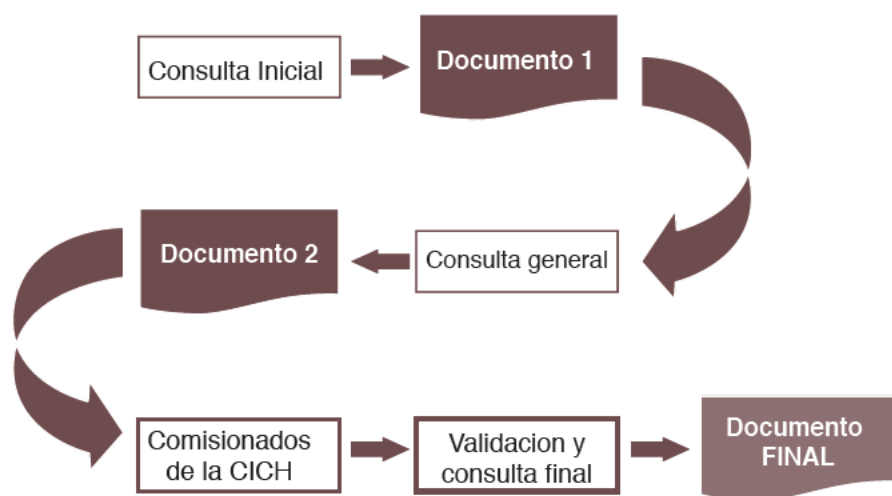 Consulta Inicial
Documento 1
Documento 2
Consulta general
Comisionados
de la CICH
Validacion y
consulta final
Documento
FINAL